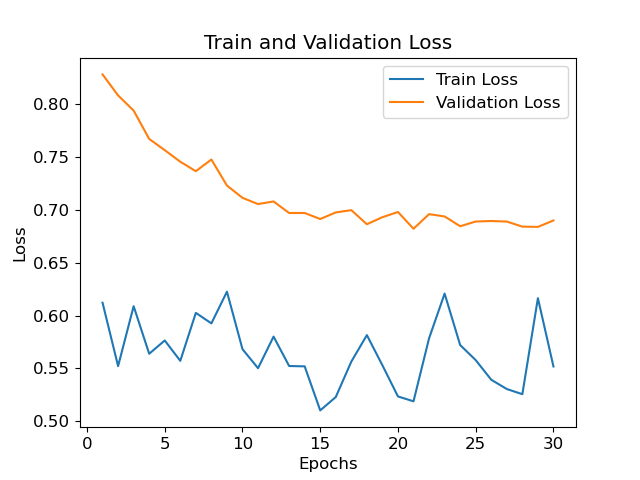 Train and Validation Loss
Train Loss
Validation Loss
Loss
0.80
0.75
0.70
0.65
0.60
0.55
0.50
0 5 10 15 20 25 30
Epochs